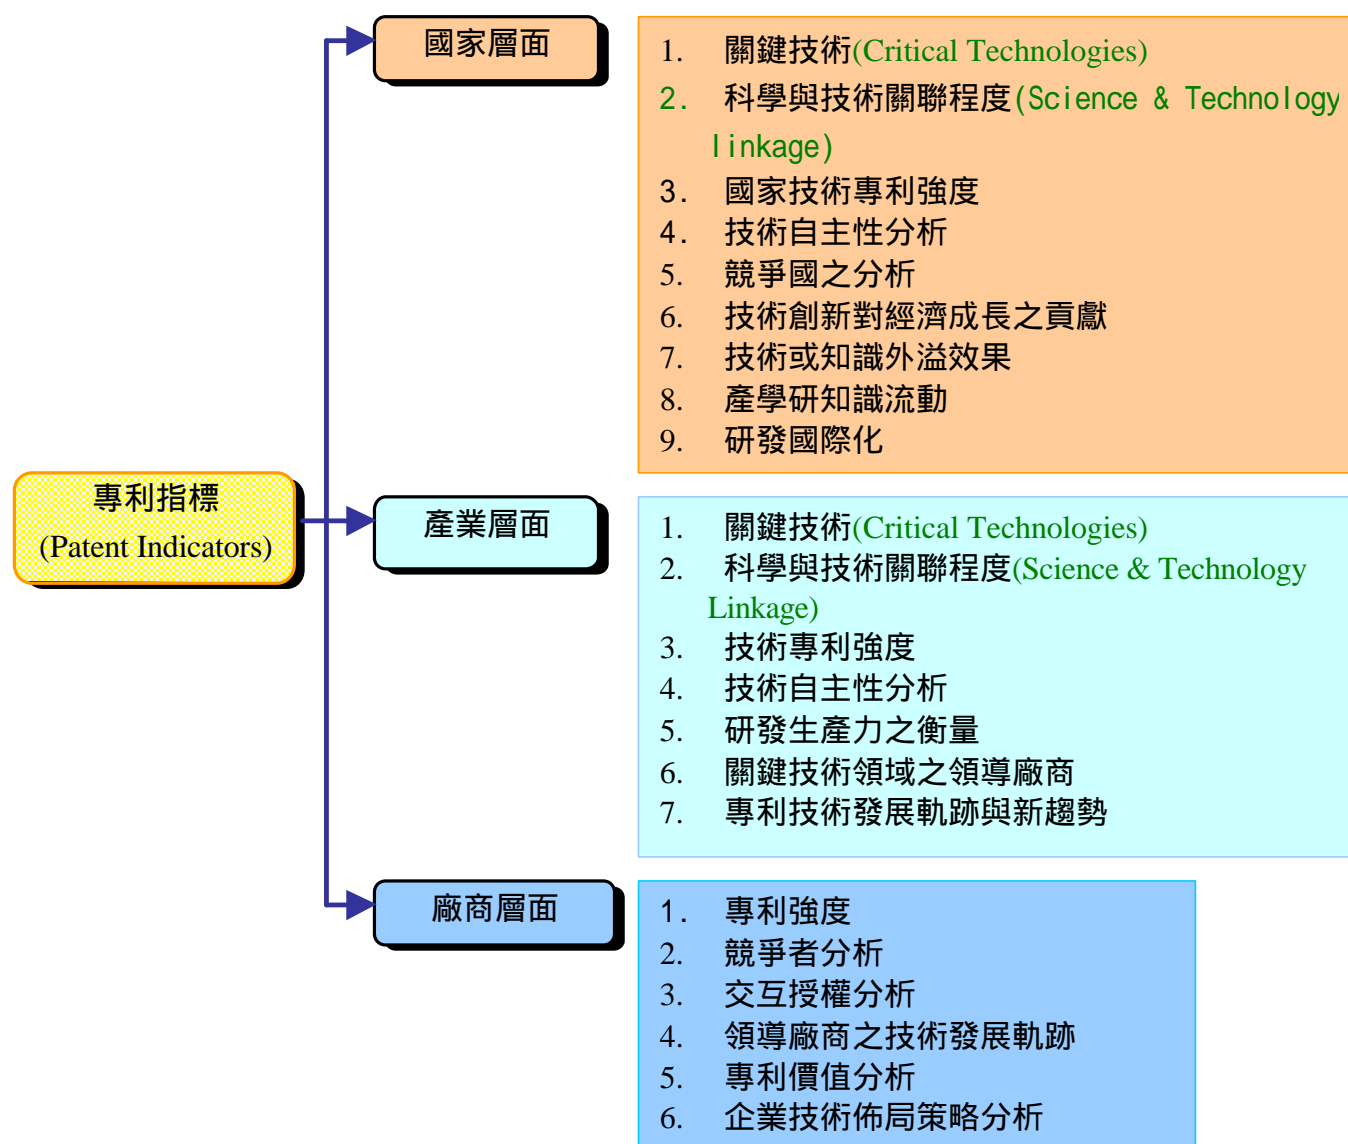 國家層面
1. 關鍵技術(Critical Technologies)
2. 科學與技術關聯程度(Science & Technology
linkage)
3. 國家技術專利強度
4. 技術自主性分析
5. 競爭國之分析
6. 技術創新對經濟成長之貢獻
7. 技術或知識外溢效果
8. 產學研知識流動
9. 研發國際化
專利指標
(Patent Indicators)
產業層面
1. 關鍵技術(Critical Technologies)
2. 科學與技術關聯程度(Science & Technology
Linkage)
3. 技術專利強度
4. 技術自主性分析
5. 研發生產力之衡量
6. 關鍵技術領域之領導廠商
7. 專利技術發展軌跡與新趨勢
廠商層面
1. 專利強度
2. 競爭者分析
3. 交互授權分析
4. 領導廠商之技術發展軌跡
5. 專利價值分析
6. 企業技術佈局策略分析